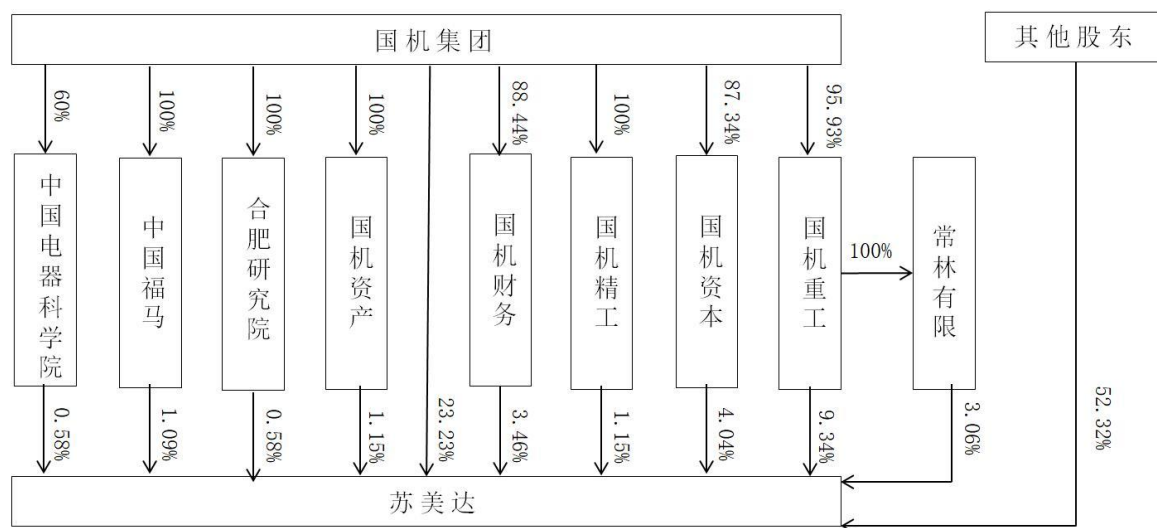 国机集团
其他股东
60%
100%
100%
100%
88.44%
100%
87.34%
95.93%
中国电器科学院
中国福马
合肥研究院
国机资产
国机财务
国机精工
国机资本
国机重工
100%
常林有限
0.58%
1.09%
0.58%
1.15%
23.23%
3.46%
1.15%
4.04%
9.34%
3.06%
52.32%
苏美达